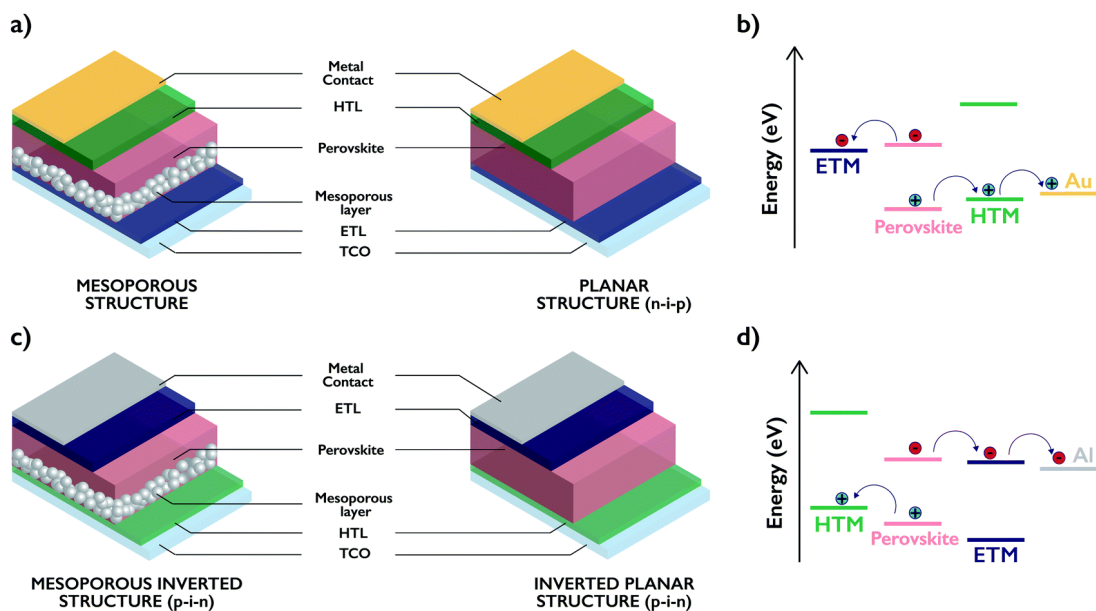 a)
Metal
Contact
HTL
Perovskite
Mesoporous
layer
ETL
TCO
MESOPOROUS
STRUCTURE
PLANAR
STRUCTURE (n-i-p)
b)
Energy (eV)
-
-
ETM
+
+
+
Au
Perovskite
HTM
c)
Metal
Contact
ETL
Perovskite
Mesoporous
layer
HTL
TCO
MESOPOROUS INVERTED
STRUCTURE (p-i-n)
INVERTED PLANAR
STRUCTURE (p-i-n)
d)
Energy (eV)
-
-
-
Al
+
+
HTM
Perovskite
ETM